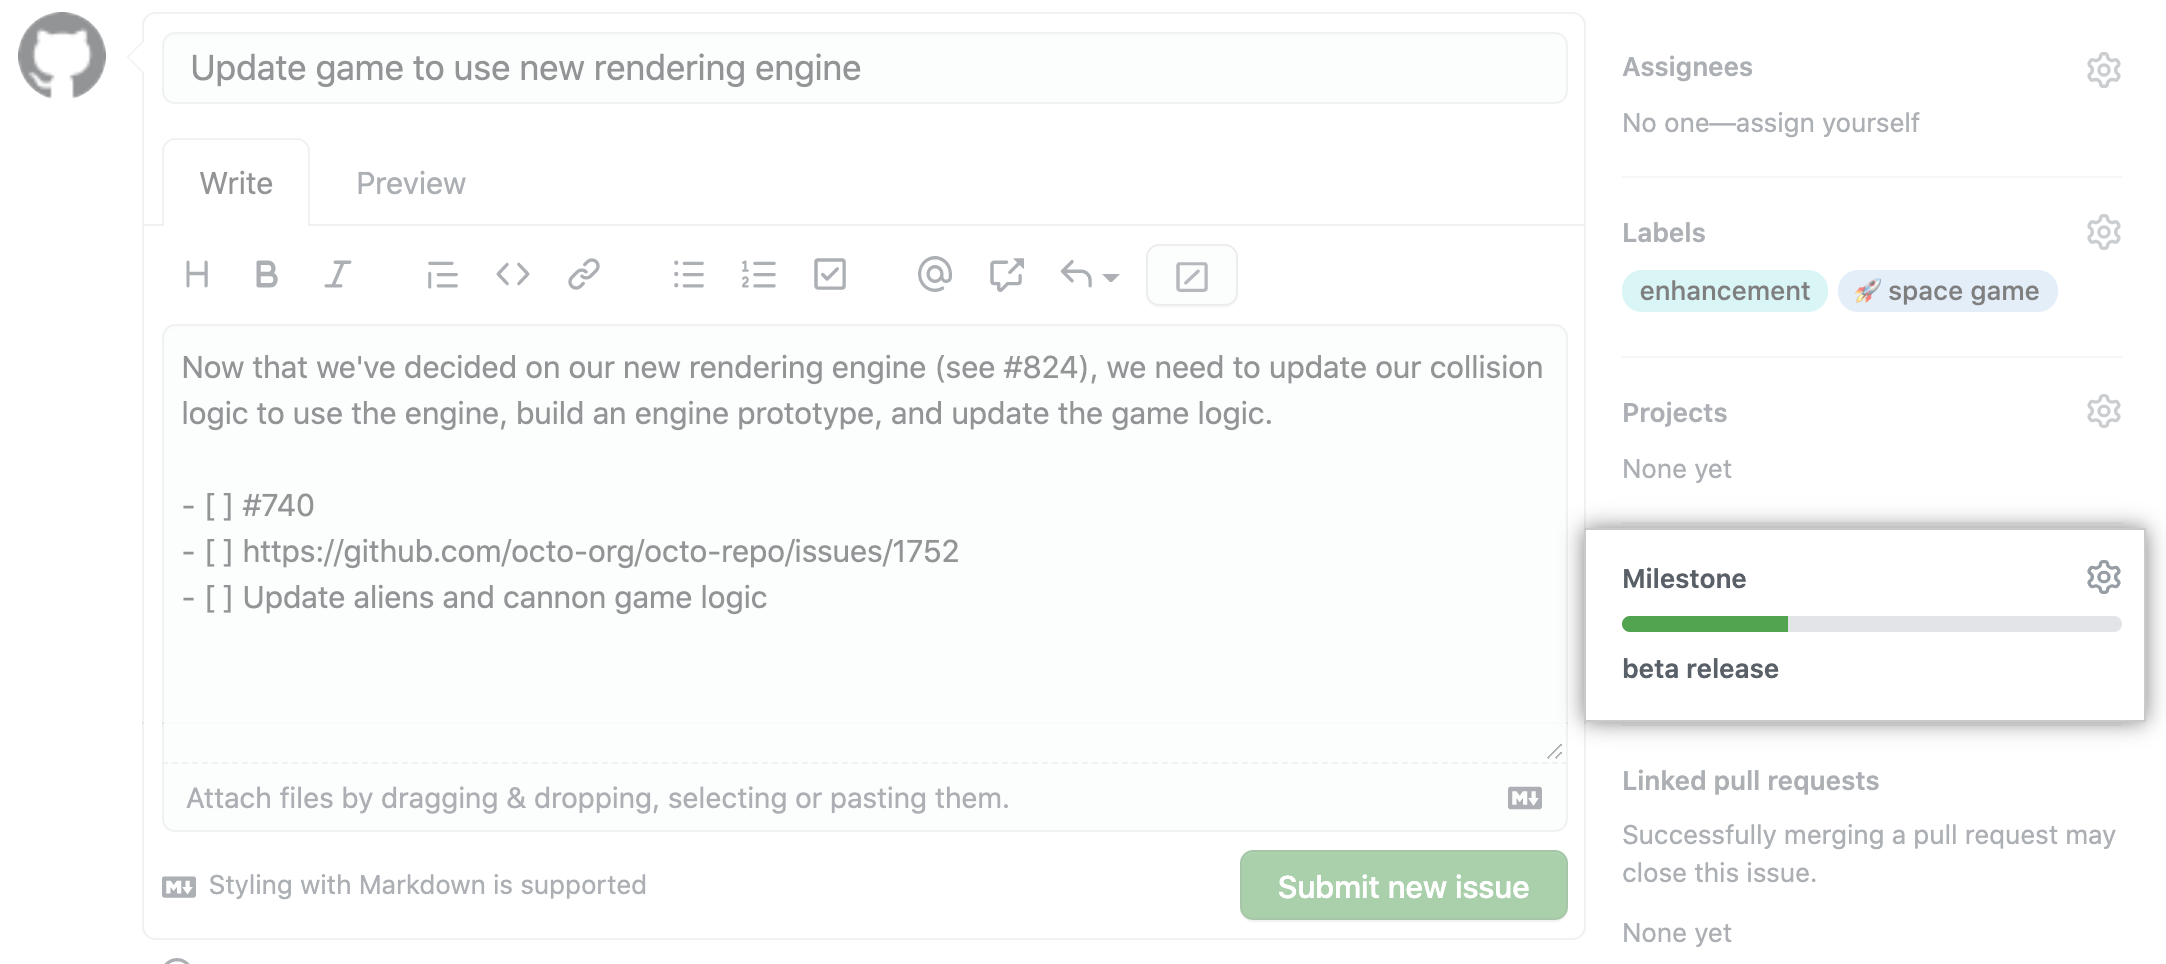 Update game to use new rendering engine
Write
Preview
Now that we've decided on our new rendering engine (see #824), we need to update our collision
logic to use the engine, build an engine prototype, and update the game logic.
- [ ] #740
- [ ] https://github.com/octo-org/octo-repo/issues/1752
- [ ] Update aliens and cannon game logic
Attach files by dragging & dropping, selecting or pasting them.
Styling with Markdown is supported
Submit new issue
Assignees
No one—assign yourself
Labels
enhancement
🚀 space game
Projects
None yet
Milestone
beta release
Linked pull requests
Successfully merging a pull request may
close this issue.
None yet